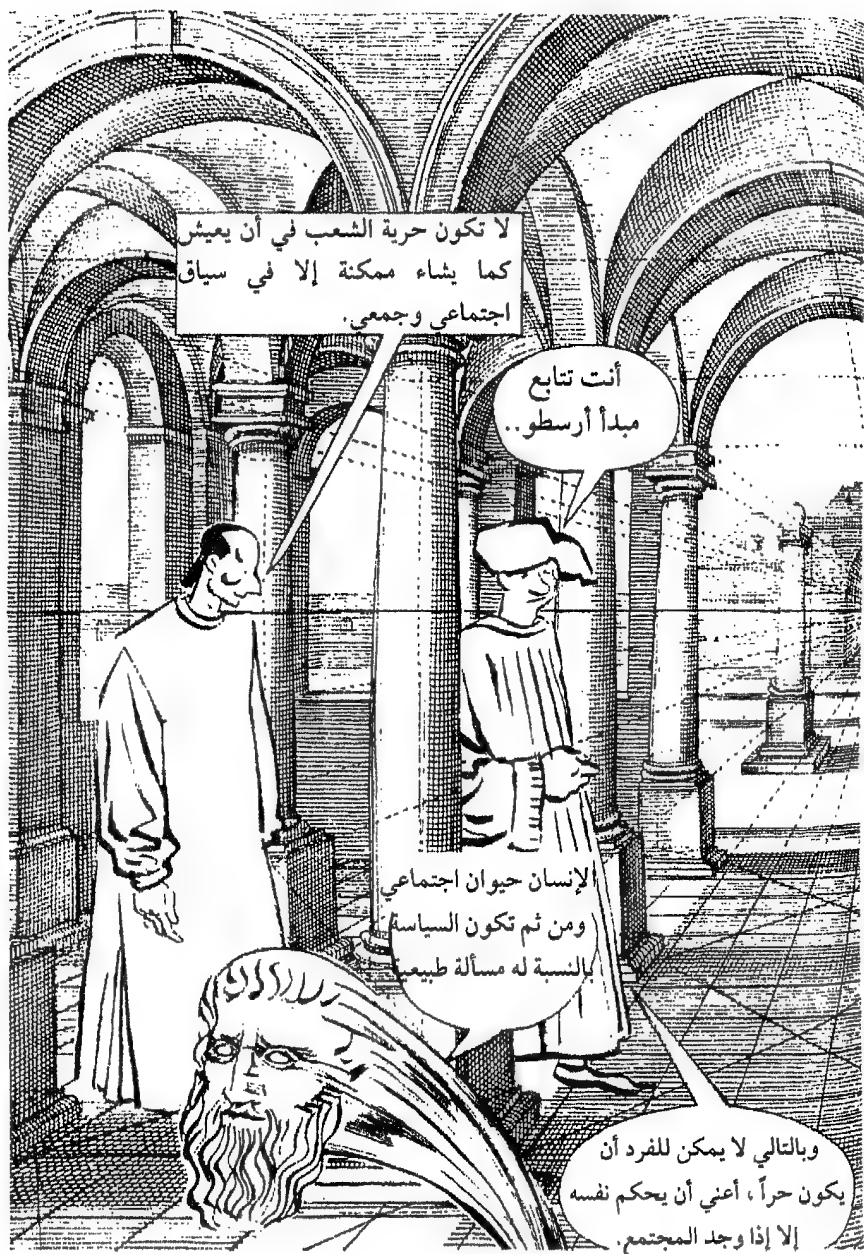 لا تكون حرية الشعب في أن يعيش
كما يشاء ممكنة إلا في سياق
اجتماعي وجمعي.
أنت تتابع
مبدأ أرسطو..
الإنسان حيوان اجتماعي
ومن ثم تكون السياسة
بالنسبة له مسألة طبيعية
وبالتالي لا يمكن للفرد أن
يكون حراً ، أعني أن يحكم نفسه
إلا إذا وجد المجتمع.